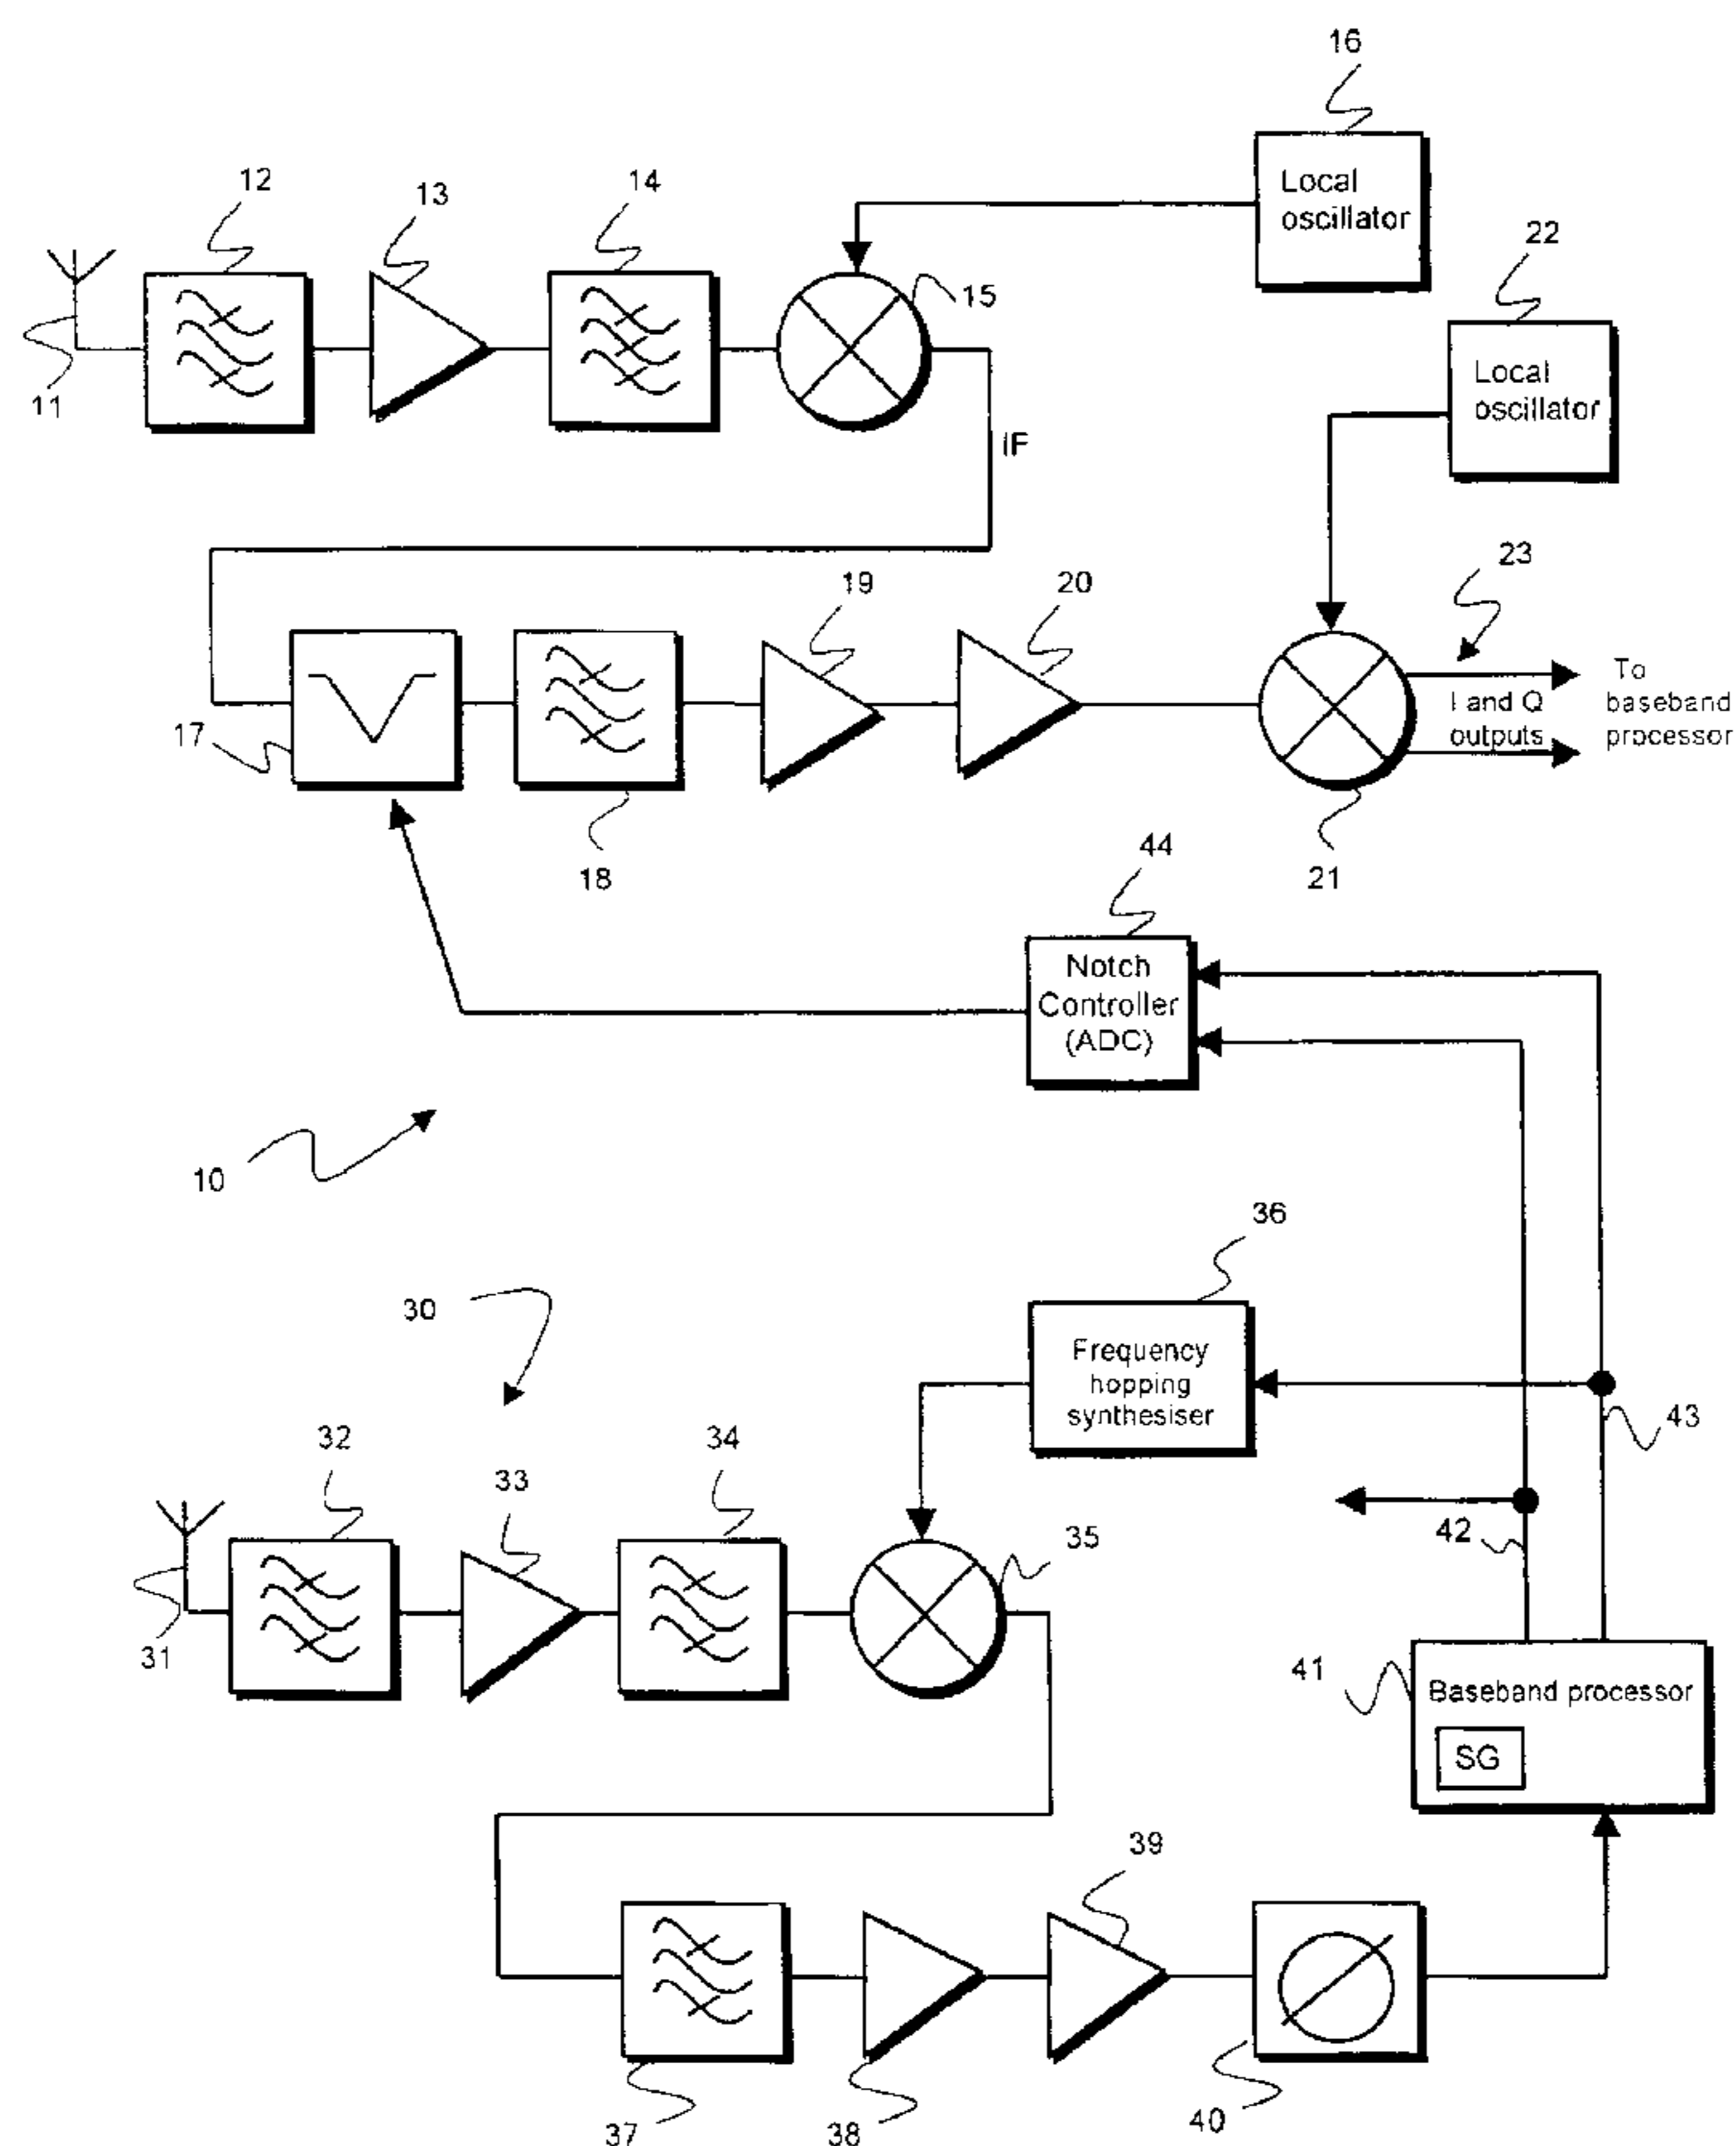 16
Local
oscillator
12
13
14
22
15
Local
oscillator
11
IF
23
19
20
To
baseband
processor
I and Q
outputs
17
44
18
21
Notch
Controller
(ADC)
10
36
30
Frequency
hopping
synthesiser
43
32
34
33
42
35
31
41
Baseband processor
SG
39
37
38
40